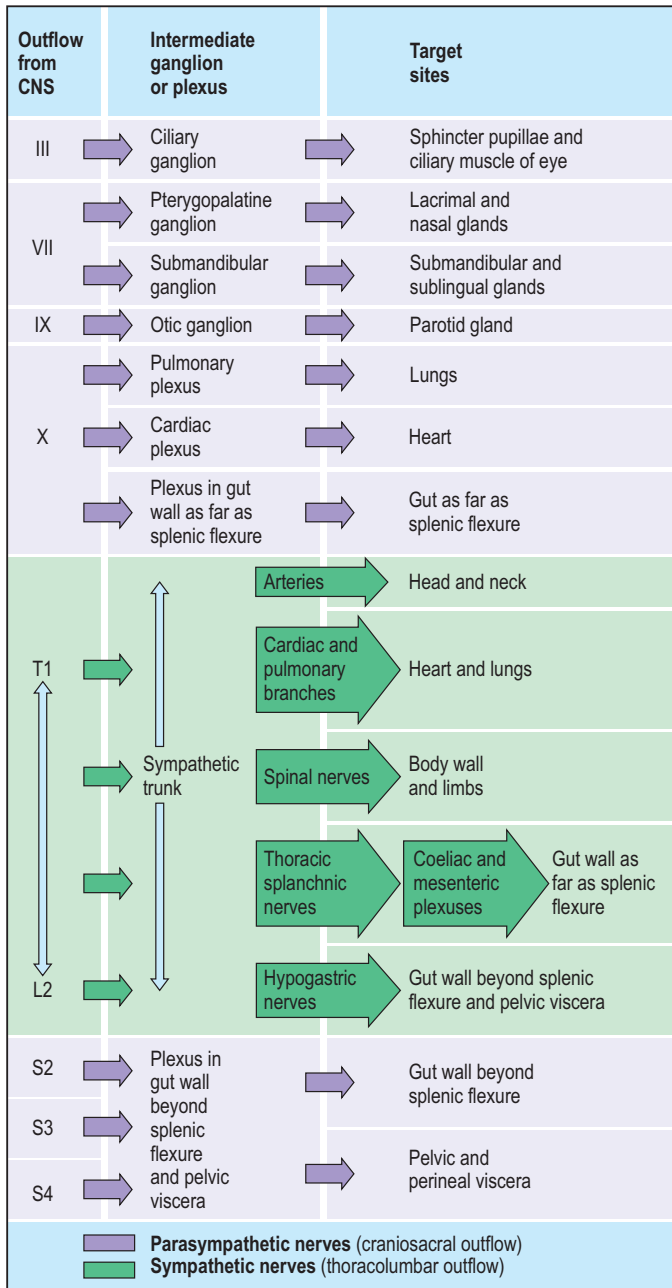 Outflow
from
CNS
Intermediate
ganglion
or plexus
Target
sites
III
Ciliary
ganglion
Sphincter pupillae and
ciliary muscle of eye
VII
Pterygopalatine
ganglion
Lacrimal and
nasal glands
Submandibular
ganglion
Submandibular and
sublingual glands
IX
Otic ganglion
Parotid gland
X
Pulmonary
plexus
Lungs
Cardiac
plexus
Heart
Plexus in gut
wall as far as
splenic flexure
Gut as far as
splenic flexure
T1
L2
Sympathetic
trunk
Arteries
Head and neck
Cardiac and
pulmonary
branches
Heart and lungs
Spinal nerves
Body wall
and limbs
Thoracic
splanchnic
nerves
Coeliac and
mesenteric
plexuses
Gut wall as
far as splenic
flexure
Hypogastric
nerves
Gut wall beyond splenic
flexure and pelvic viscera
S2
S3
S4
Plexus in
gut wall
beyond
splenic
flexure
and pelvic
viscera
Gut wall beyond
splenic flexure
Pelvic and
perineal viscera
Parasympathetic nerves (craniosacral outflow)
Sympathetic nerves (thoracolumbar outflow)